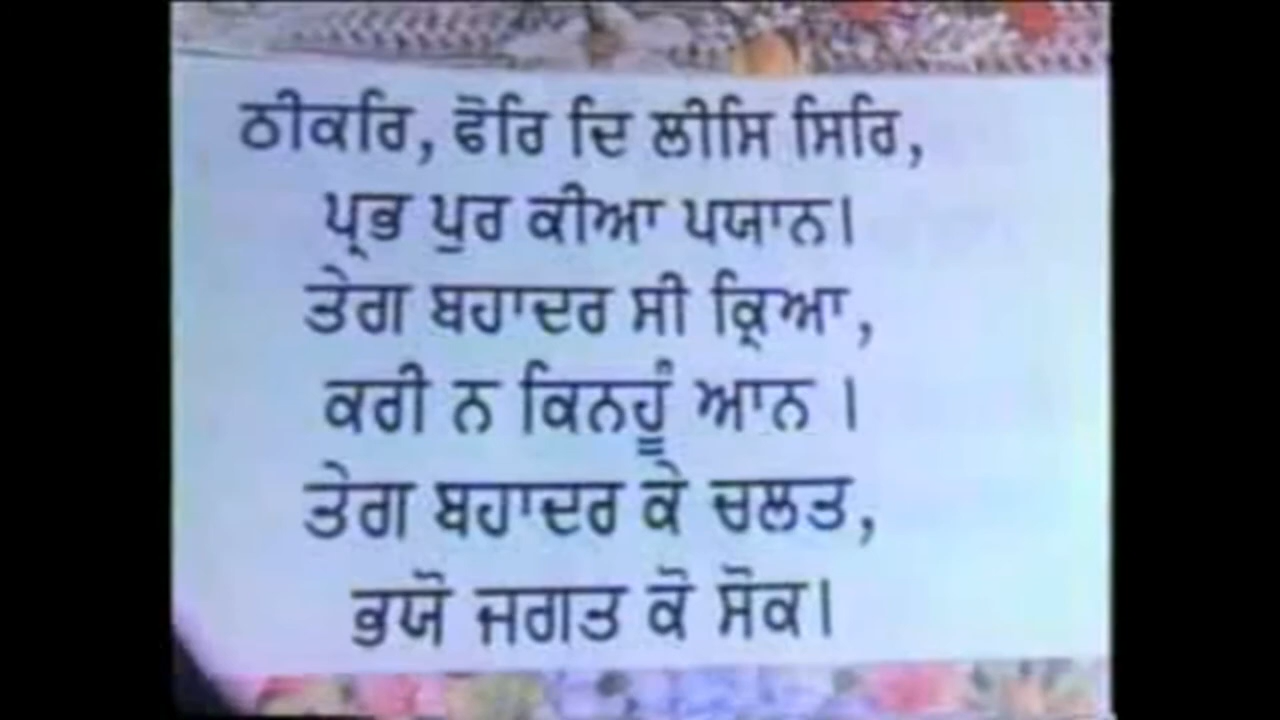 ਠੀਕਰਿ, ਫੋਰਿ ਦਿ ਲੀਸਿ ਸਿਰਿ,
ਪ੍ਰਭ ਪੁਰ ਕੀਆ ਪਯਾਨ।
ਤੇਗ ਬਹਾਦਰ ਸੀ ਕ੍ਰਿਆ,
ਕਰੀ ਨ ਕਿਨਹੂੰ ਆਨ ।
ਤੇਗ ਬਹਾਦਰ ਕੇ ਚਲਤ,
ਭਯੋ ਜਗਤ ਕੋ ਸੋਕ।